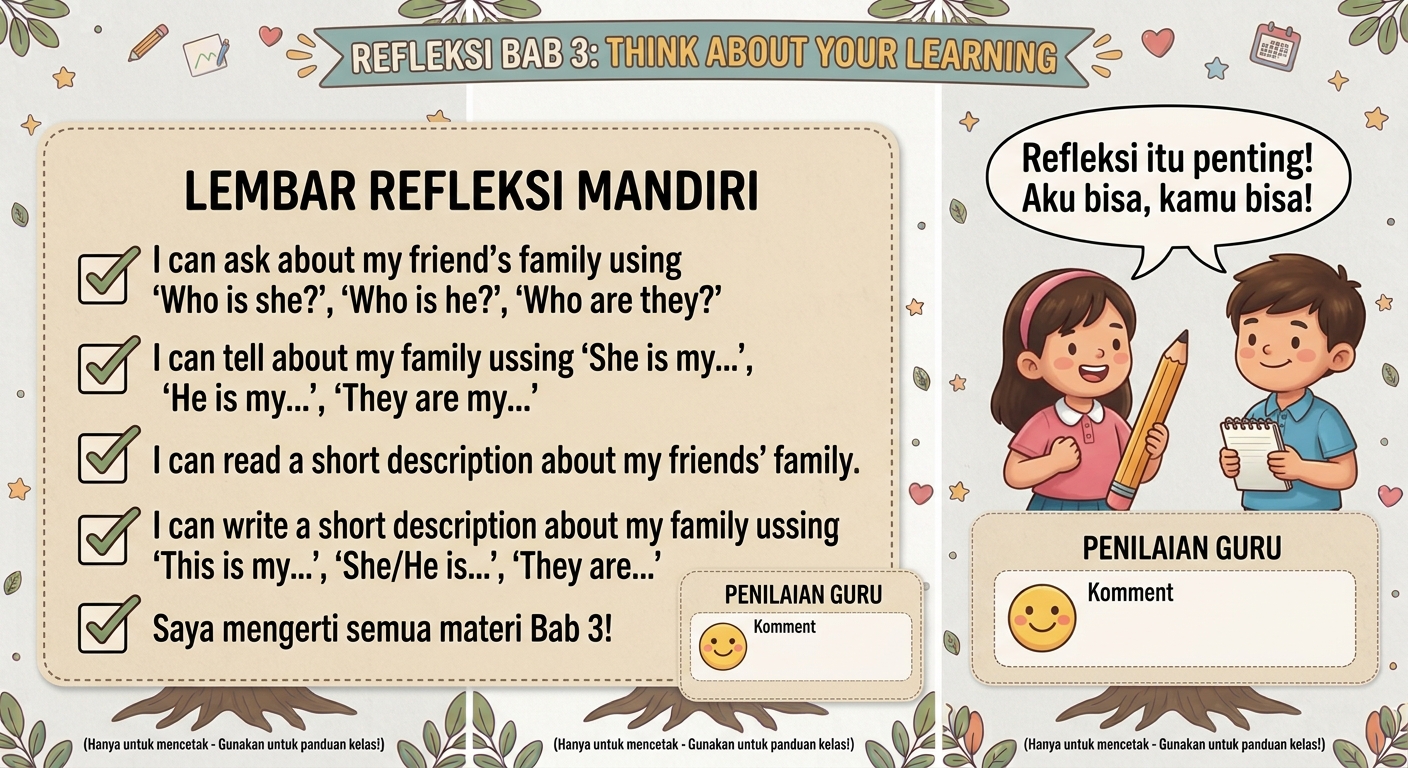 REFLEKSI BAB 3: THINK ABOUT YOUR LEARNING
LEMBAR REFLEKSI MANDIRI
I can ask about my friend's family using
'Who is she?', 'Who is he?', 'Who are they?'
I can tell about my family ussing 'She is my...',
'He is my...', 'They are my...'
I can read a short description about my friends' family.
I can write a short description about my family ussing
'This is my...', 'She/He is...', 'They are...'
Saya mengerti semua materi Bab 3!
PENILAIAN GURU
Komment
Refleksi itu penting!
Aku bisa, kamu bisa!
PENILAIAN GURU
Komment
(Hanya untuk mencetak - Gunakan untuk panduan kelas!)
(Hanya untuk mencetak - Gunakan untuk panduan kelas!)
(Hanya untuk mencetak - Gunakan untuk panduan kelas!)